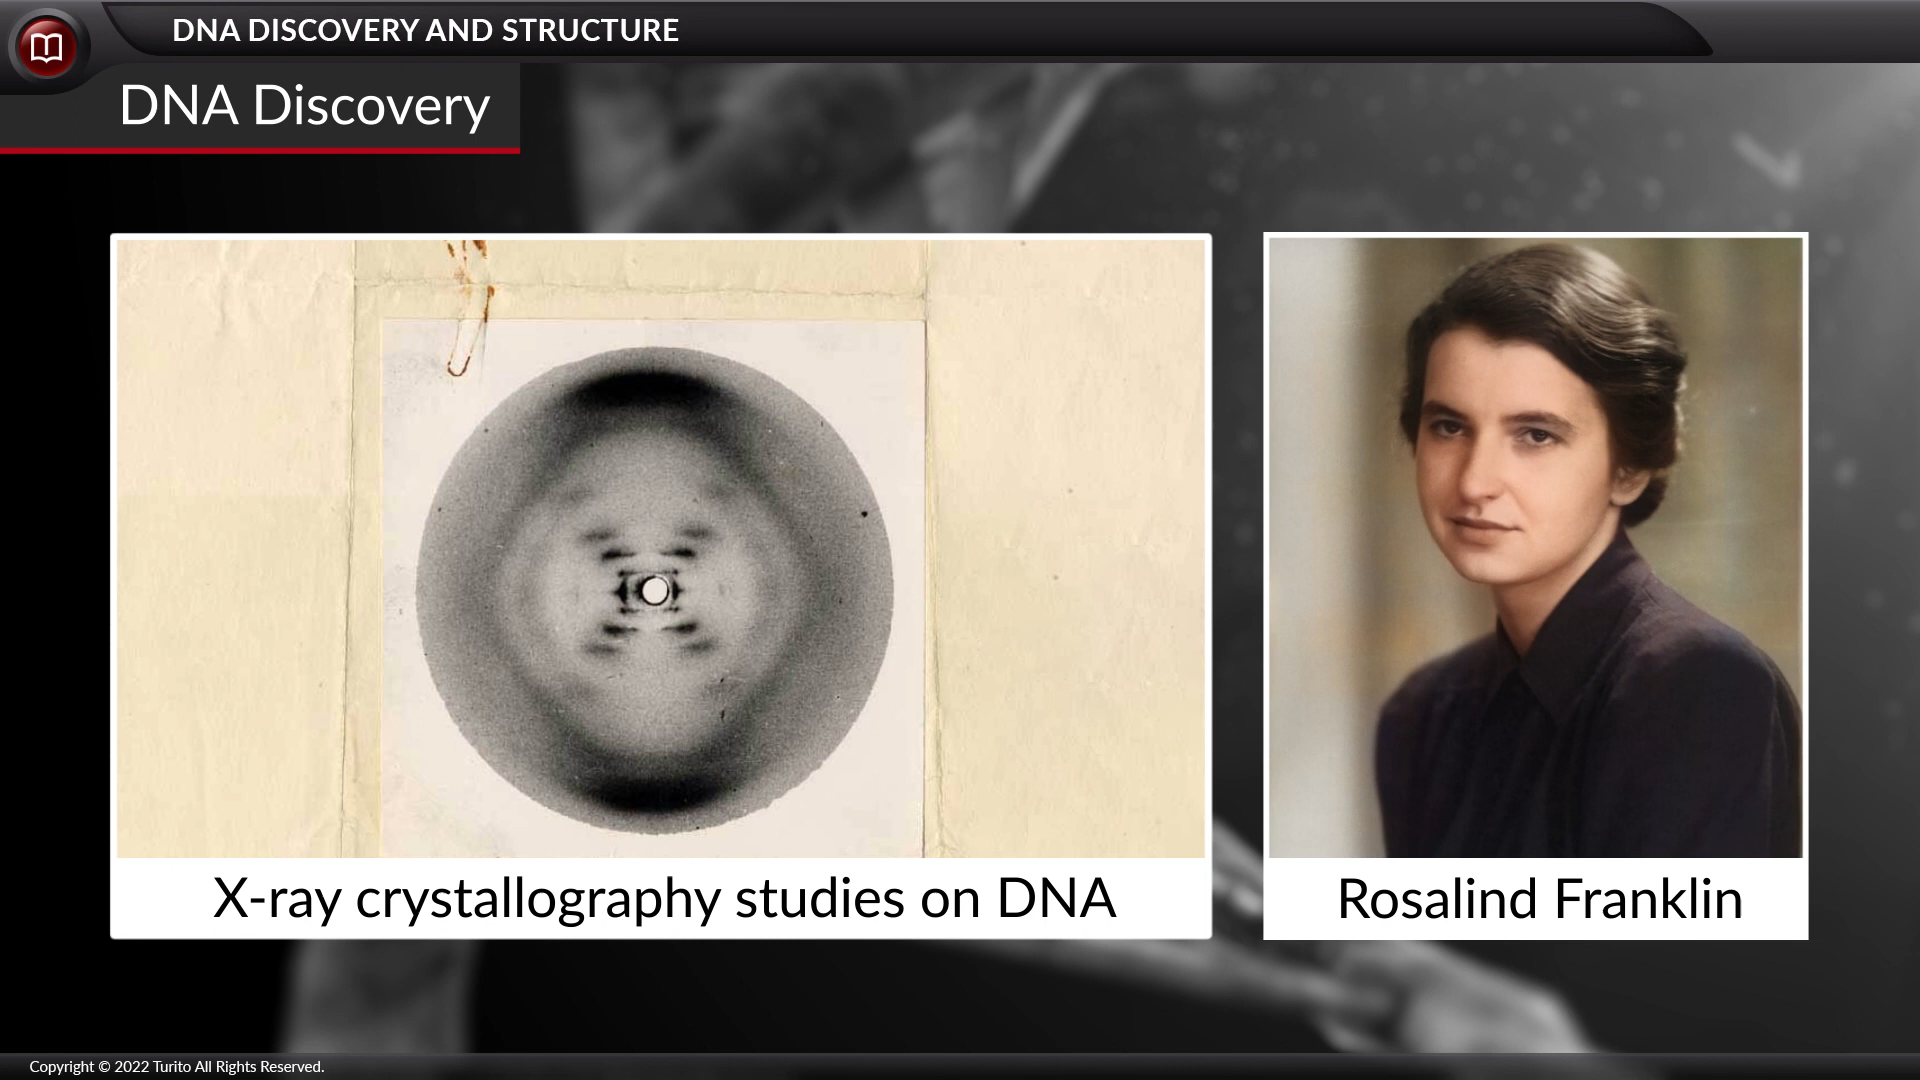 DNA DISCOVERY AND STRUCTURE
DNA Discovery
X-ray crystallography studies on DNA
Rosalind Franklin
Copyright © 2022 Turito All Rights Reserved.